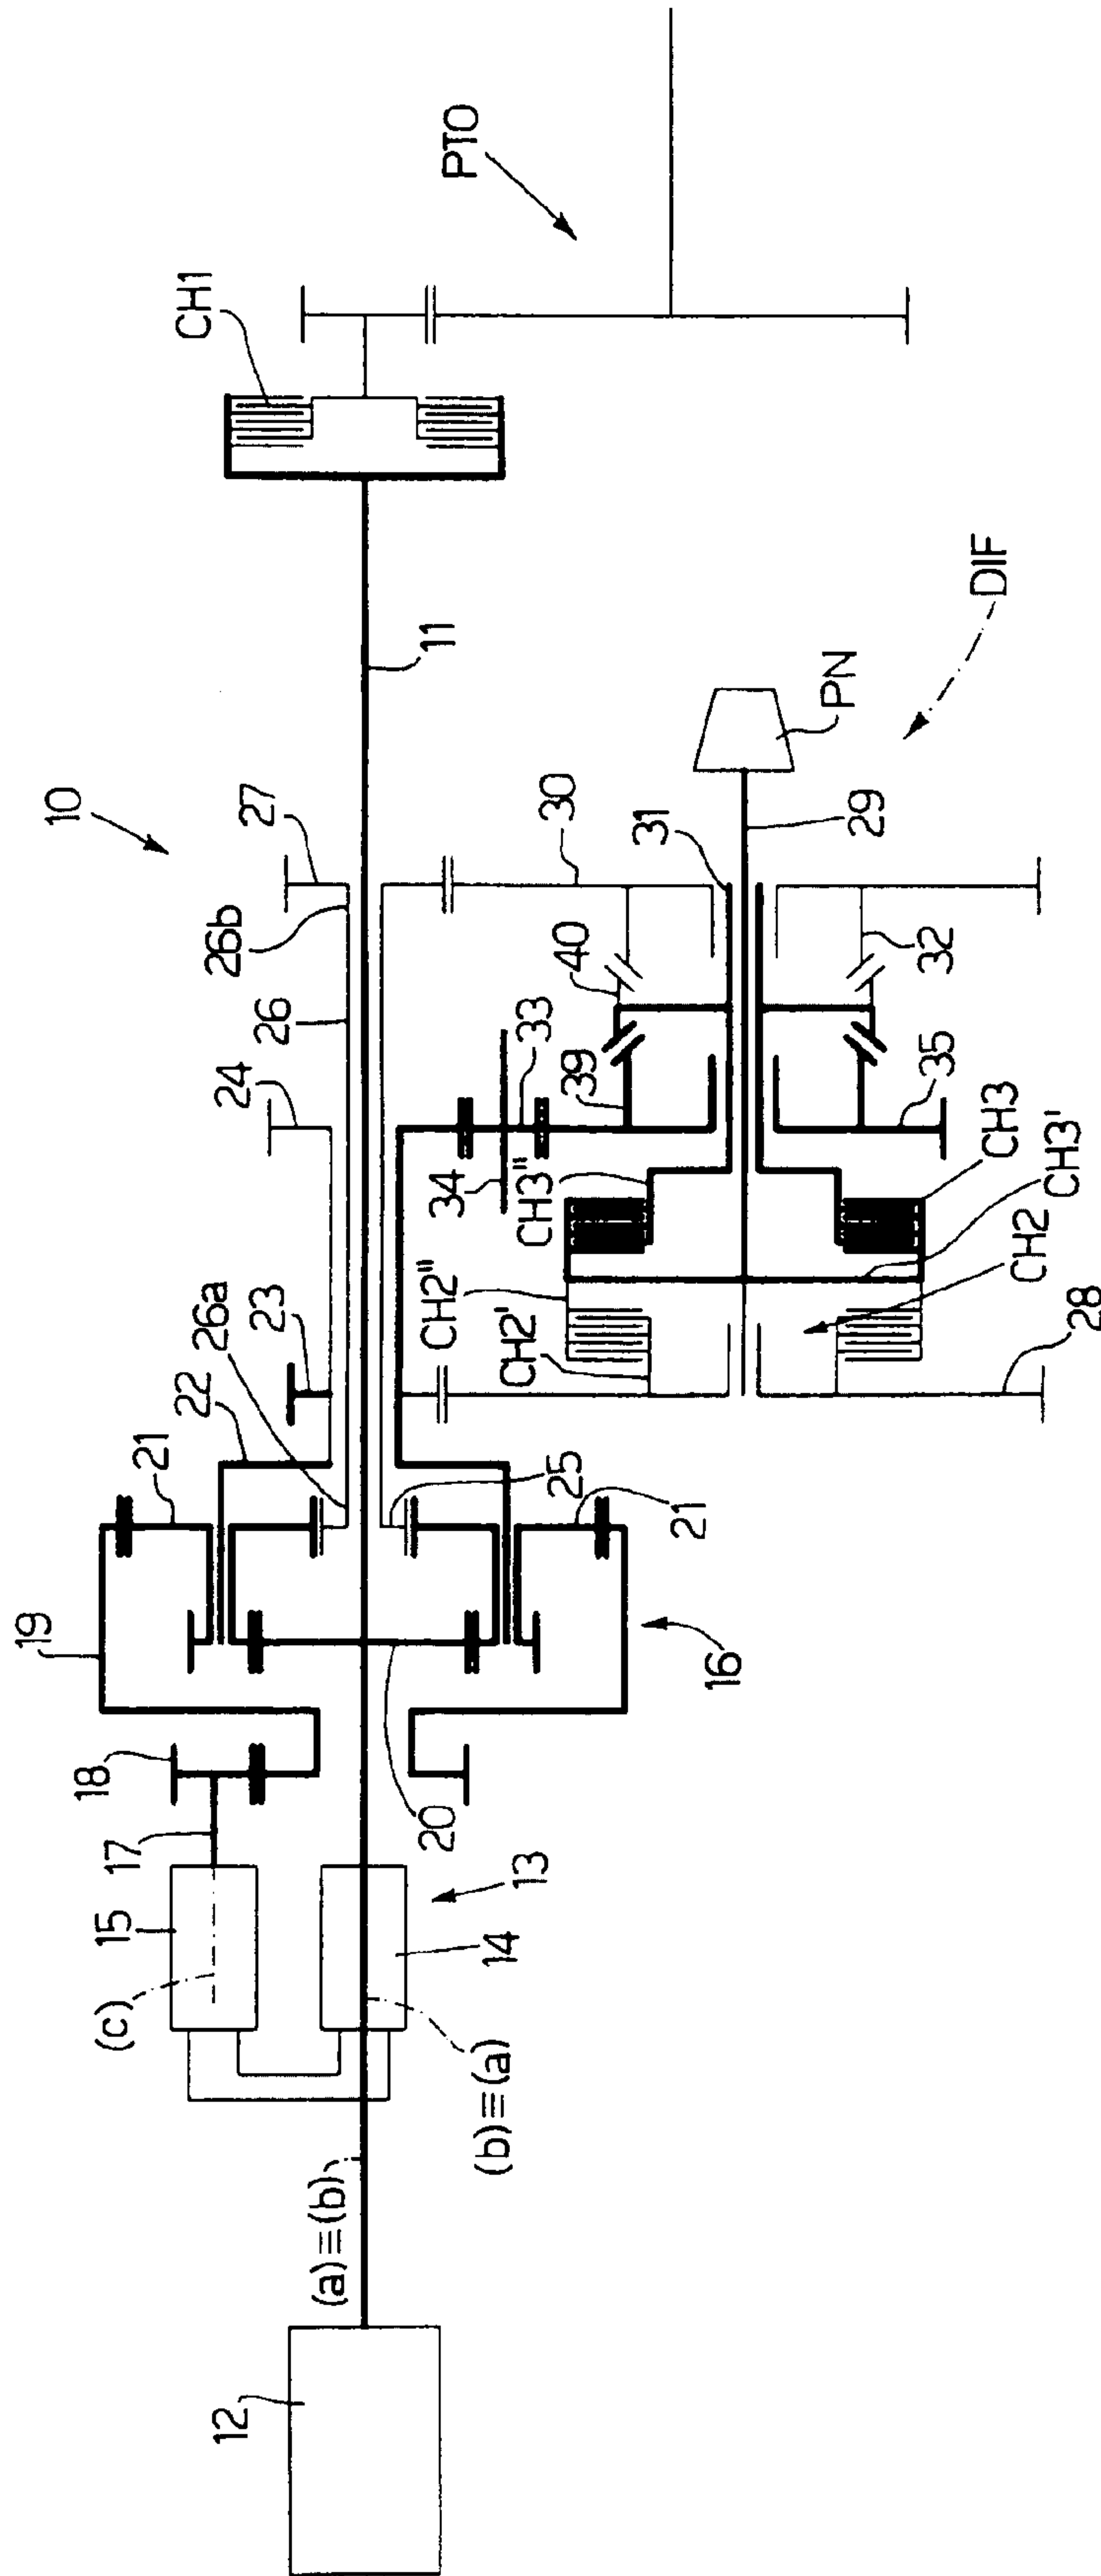 10
12
(a)≡(b)
(b)≡(a)
(c)
15
14
13
17
18
19
20
16
21
21
22
25
26a
23
24
26
26b
27
11
CH1
PTO
34
33
39
40
30
31
29
PN
DIF
32
35
CH3
CH3'
CH3"
CH2"
CH2'
CH2
28